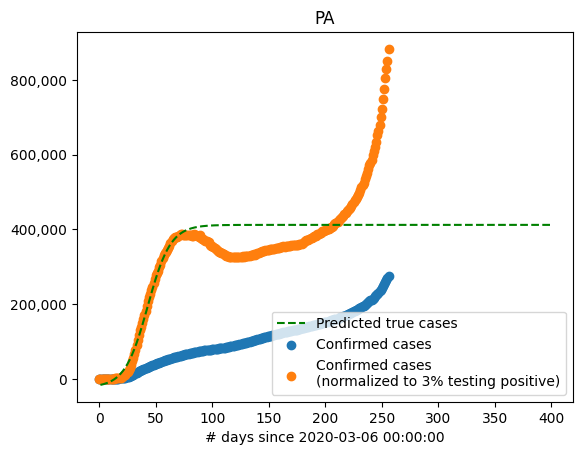 PA
800,000
600,000
400,000
200,000
0
Predicted true cases
Confirmed cases
Confirmed cases
(normalized to 3% testing positive)
0 50 100 150 200 250 300 350 400
# days since 2020-03-06 00:00:00